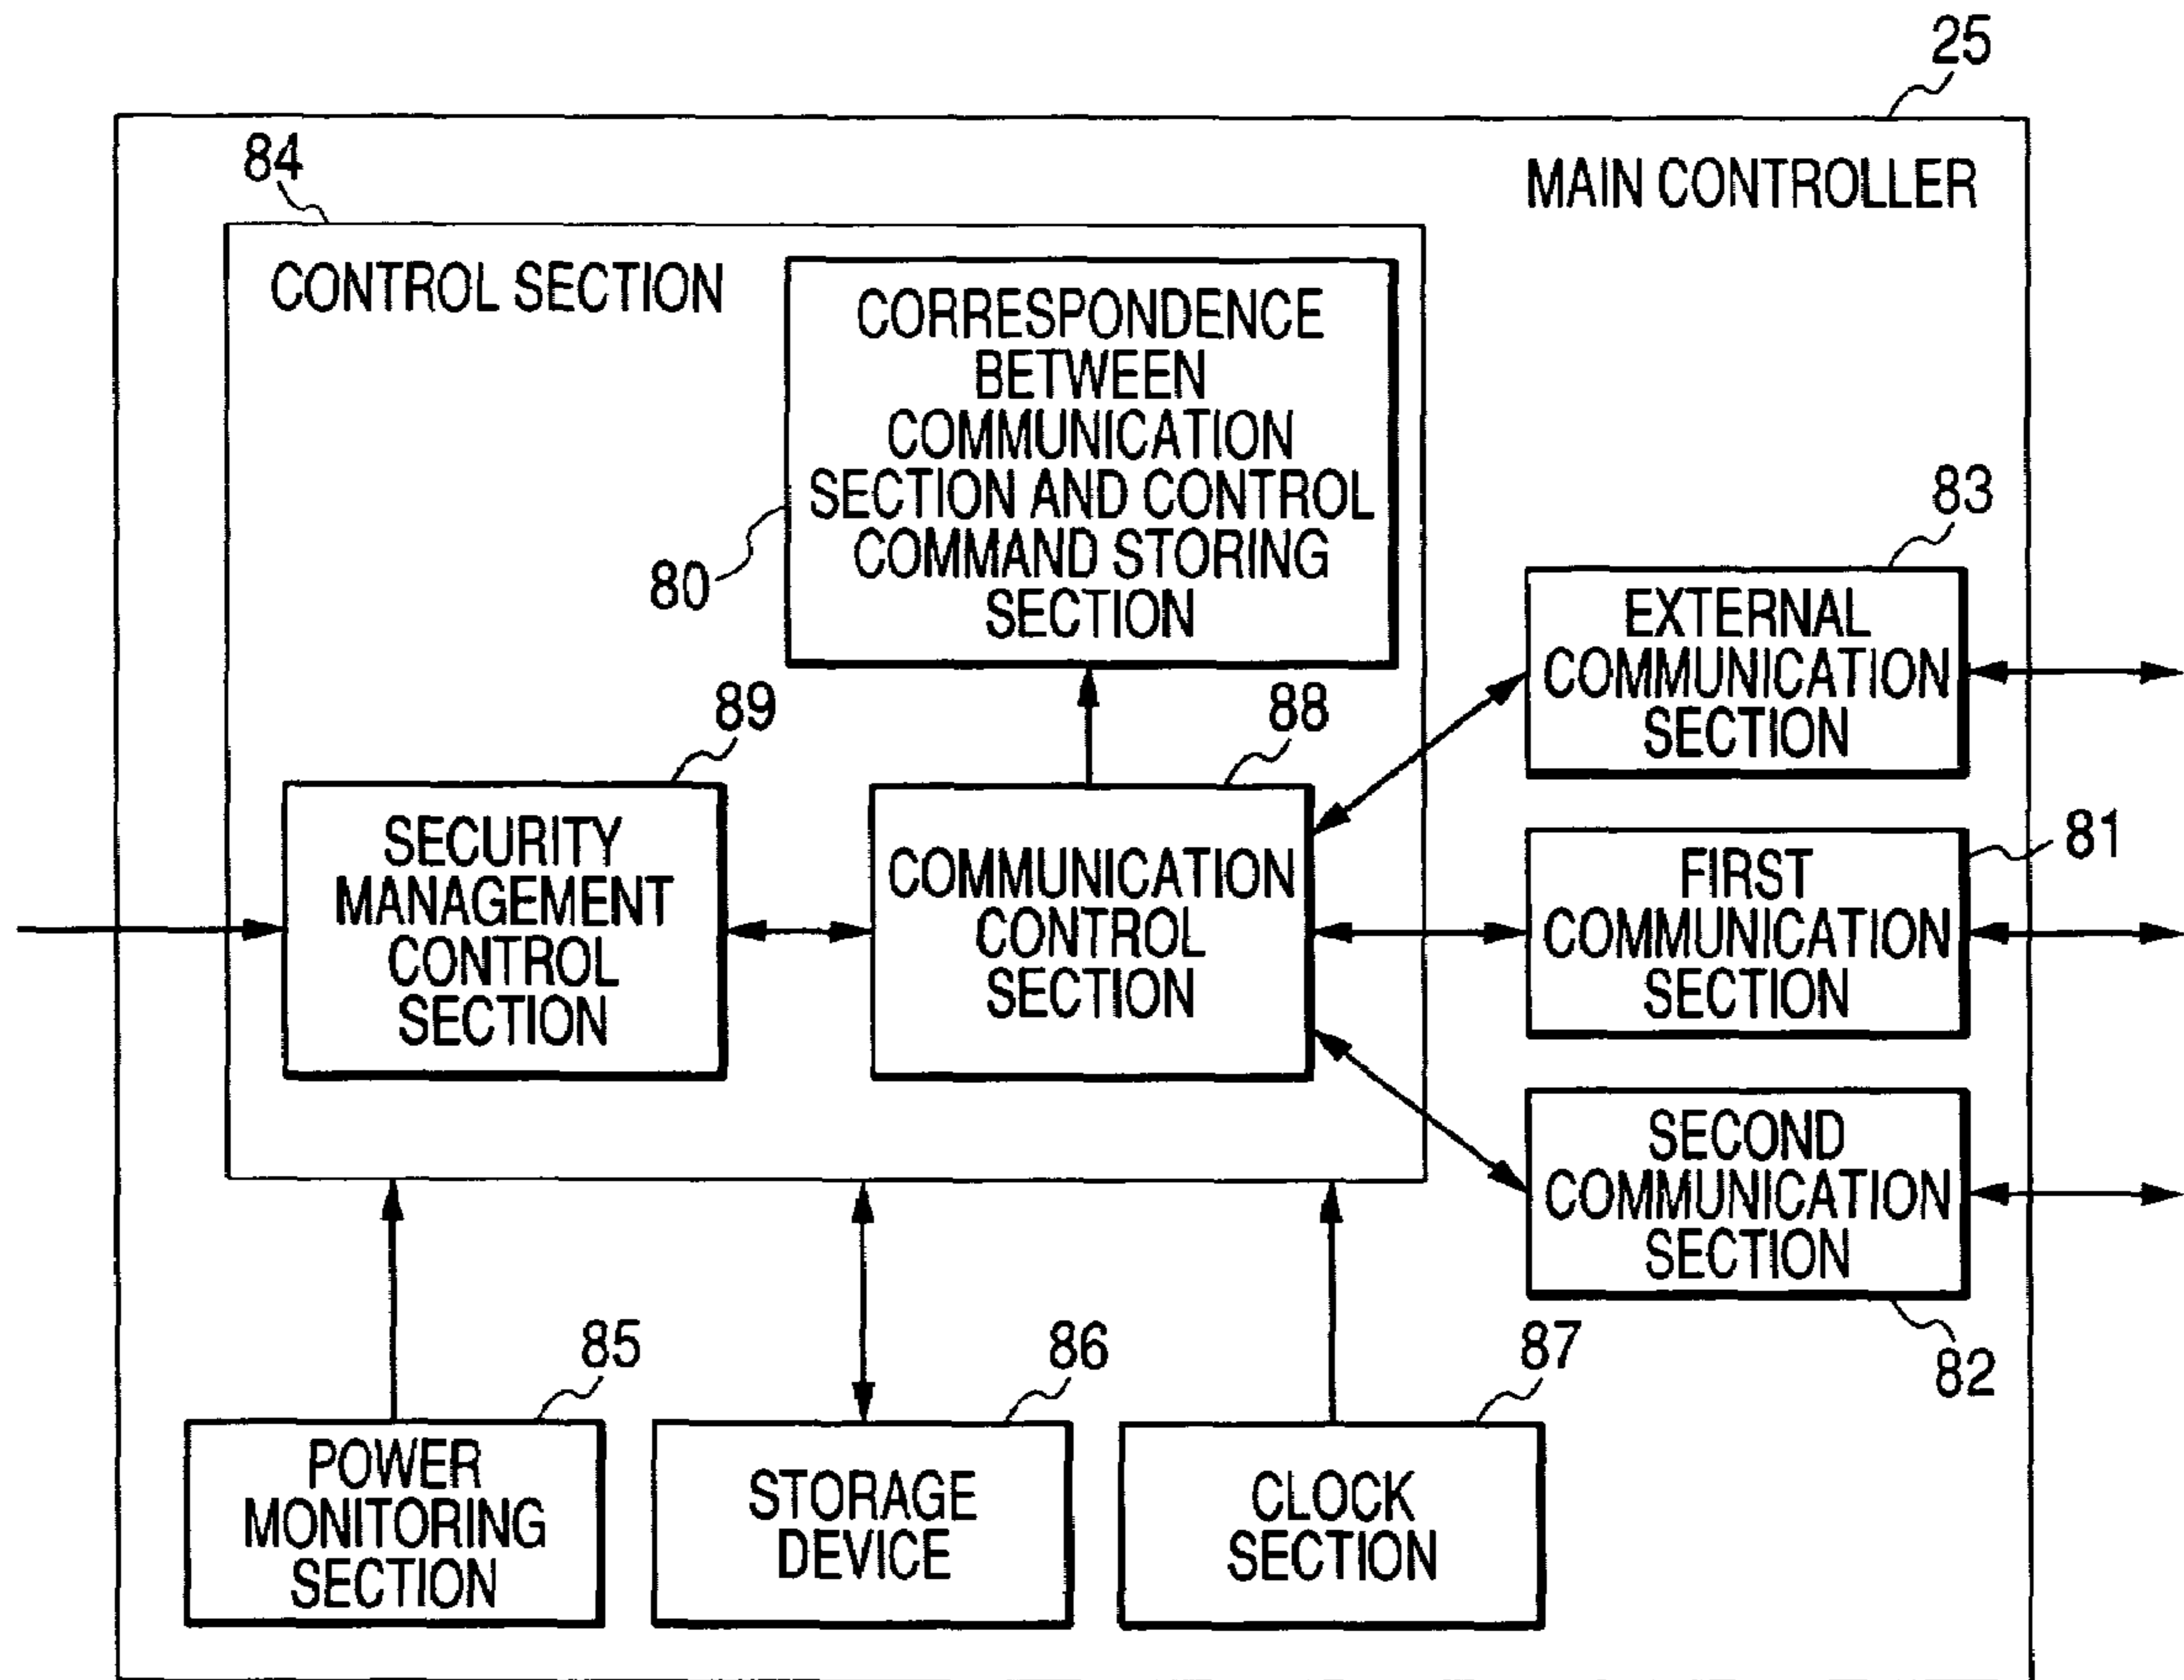 25
MAIN CONTROLLER
84
CONTROL SECTION
CORRESPONDENCE
BETWEEN
COMMUNICATION
SECTION AND CONTROL
COMMAND STORING
SECTION
80
83
EXTERNAL
COMMUNICATION
SECTION
89
88
SECURITY
MANAGEMENT
CONTROL
SECTION
COMMUNICATION
CONTROL
SECTION
81
FIRST
COMMUNICATION
SECTION
SECOND
COMMUNICATION
SECTION
82
85
POWER
MONITORING
SECTION
86
STORAGE
DEVICE
87
CLOCK
SECTION